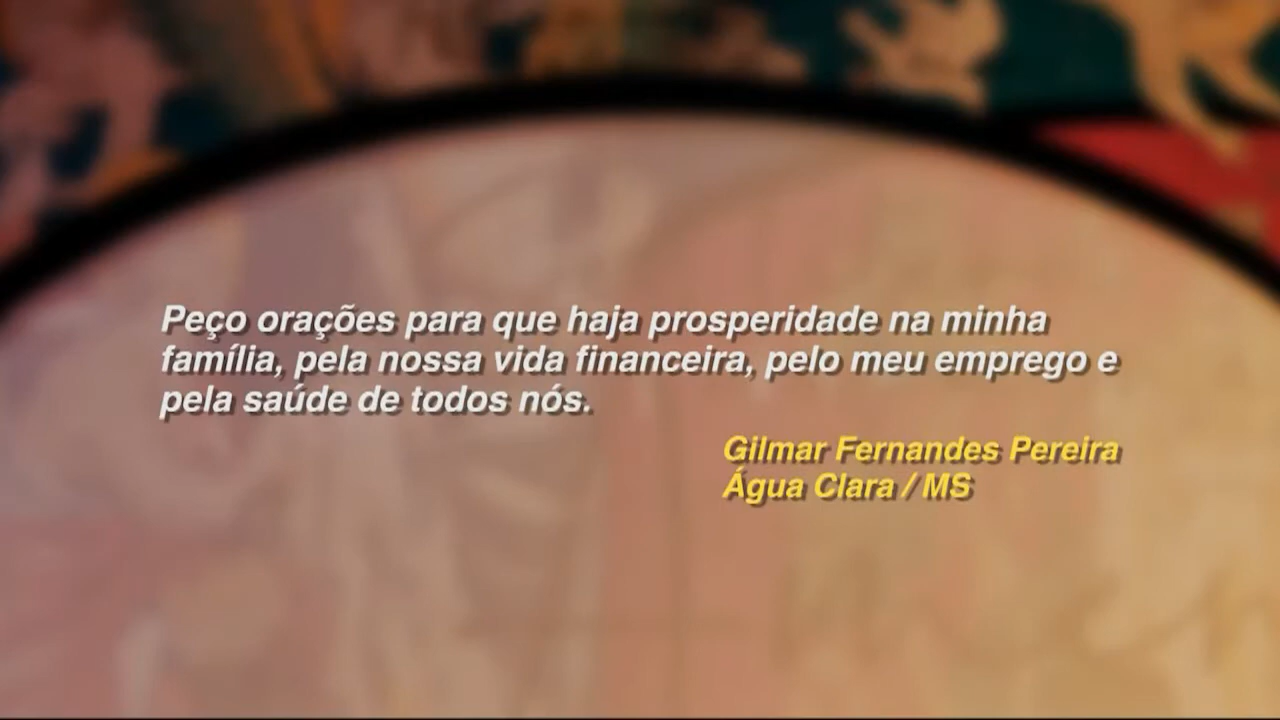 Peço orações para que haja prosperidade na minha
família, pela nossa vida financeira, pelo meu emprego e
pela saúde de todos nós.
Gilmar Fernandes Pereira
Água Clara / MS